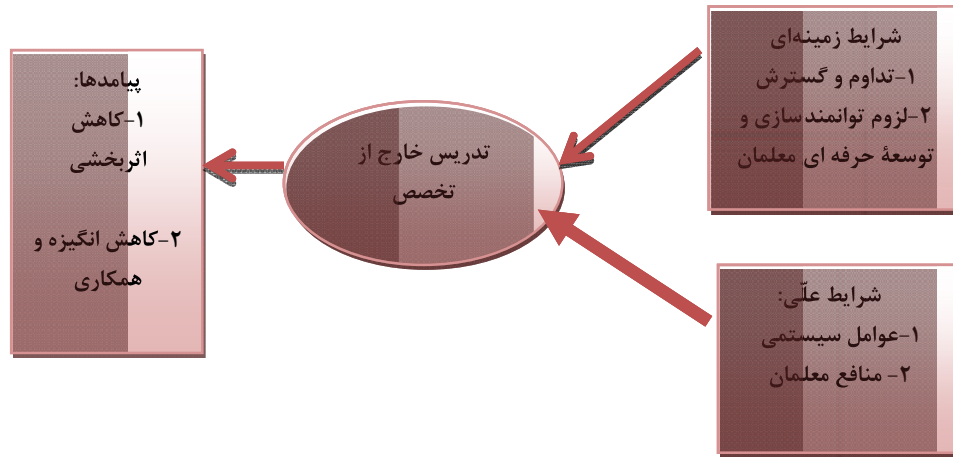 شرایط زمینه‌ای
۱-تداوم و گسترش
۲-لزوم توانمندسازی و
توسعۀ حرفه ای معلمان
شرایط علّی:
۱-عوامل سیستمی
۲- منافع معلمان
تدریس خارج از
تخصص
پیامدها:
۱-کاهش
اثربخشی
۲-کاهش انگیزه و
همکاری